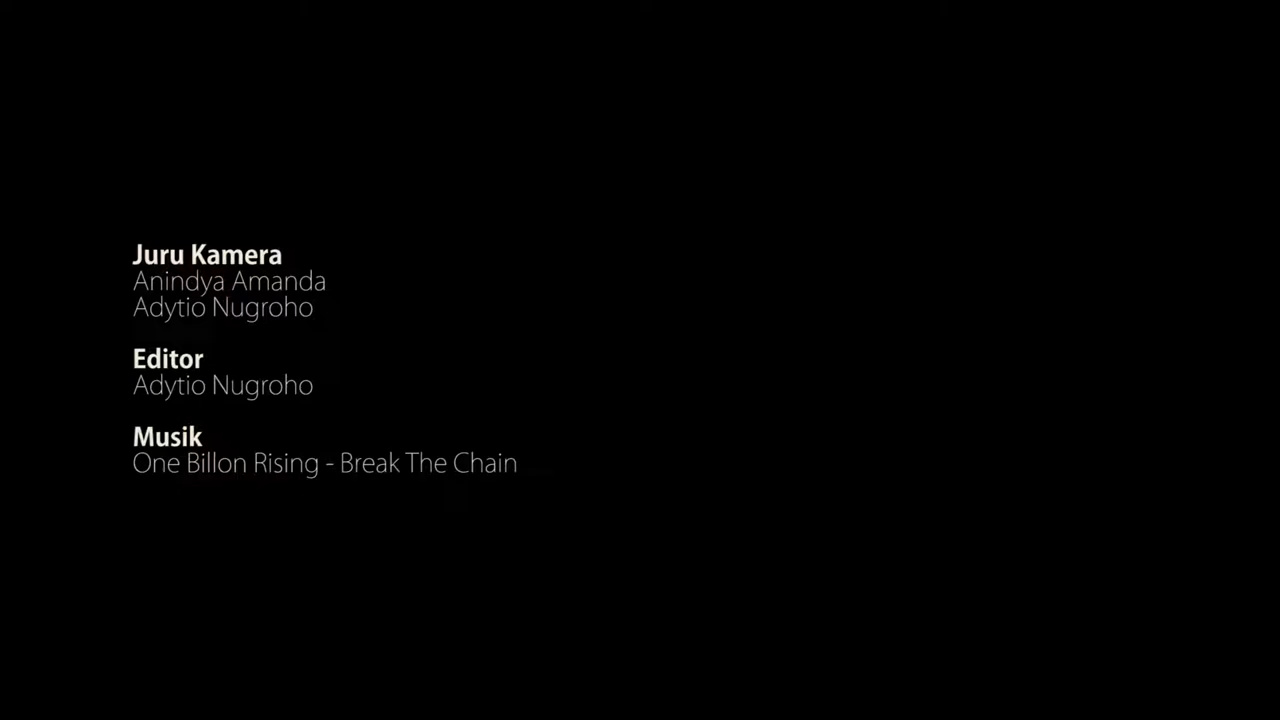 Juru Kamera
Anindya Amanda
Adytio Nugroho
Editor
Adytio Nugroho
Musik
One Billon Rising - Break The Chain